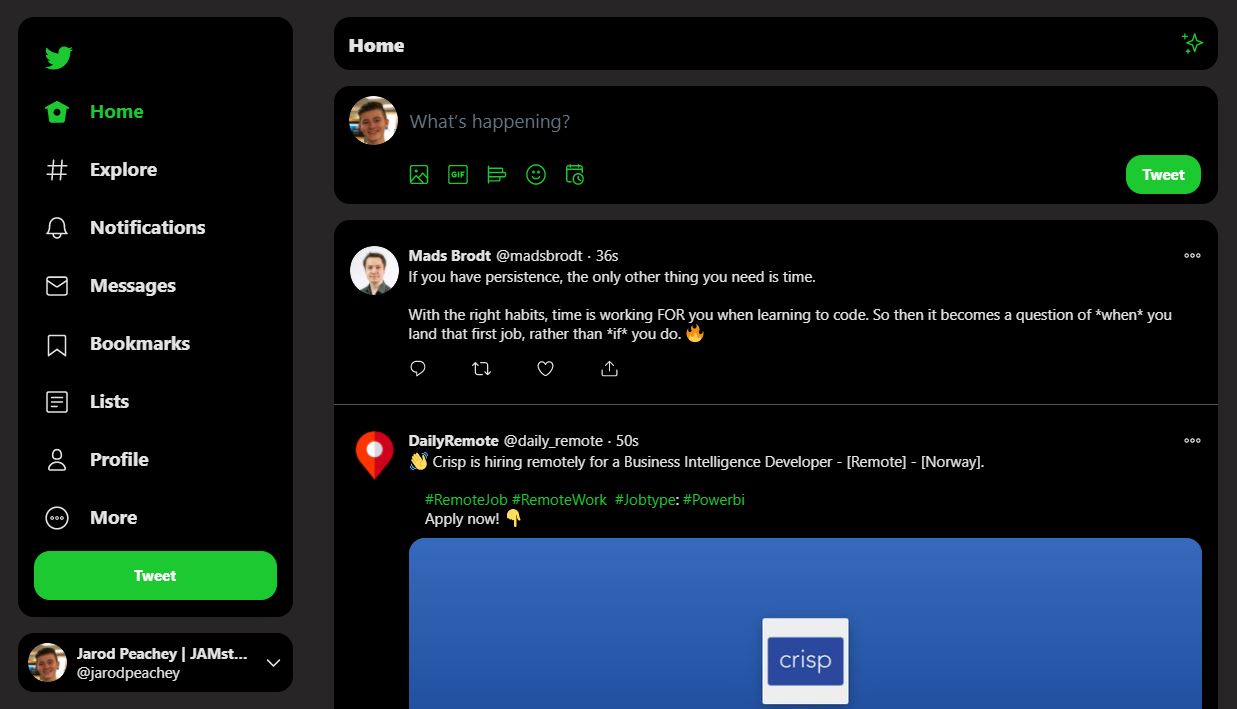 Home
Explore
Notifications
Messages
Bookmarks
Lists
Profile
More
Tweet
Jarod Peachey | JAMst...
@jarodpeachey
Home
What's happening?
GIF
Tweet
Mads Brodt @madsbrodt · 36s
If you have persistence, the only other thing you need is time.
With the right habits, time is working FOR you when learning to code. So then it becomes a question of *when* you
land that first job, rather than *if* you do. 🔥
DailyRemote @daily_remote · 50s
👋 Crisp is hiring remotely for a Business Intelligence Developer - [Remote] - [Norway].
#RemoteJob #RemoteWork #Jobtype: #Powerbi
Apply now! 👇
crisp